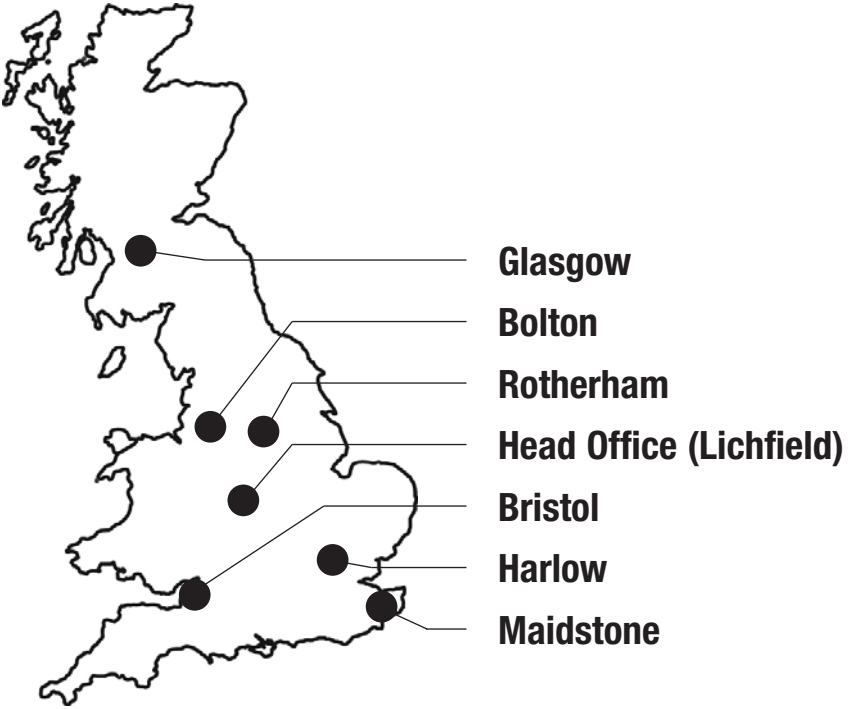 Glasgow
Bolton
Rotherham
Head Office (Lichfield)
Bristol
Harlow
Maidstone